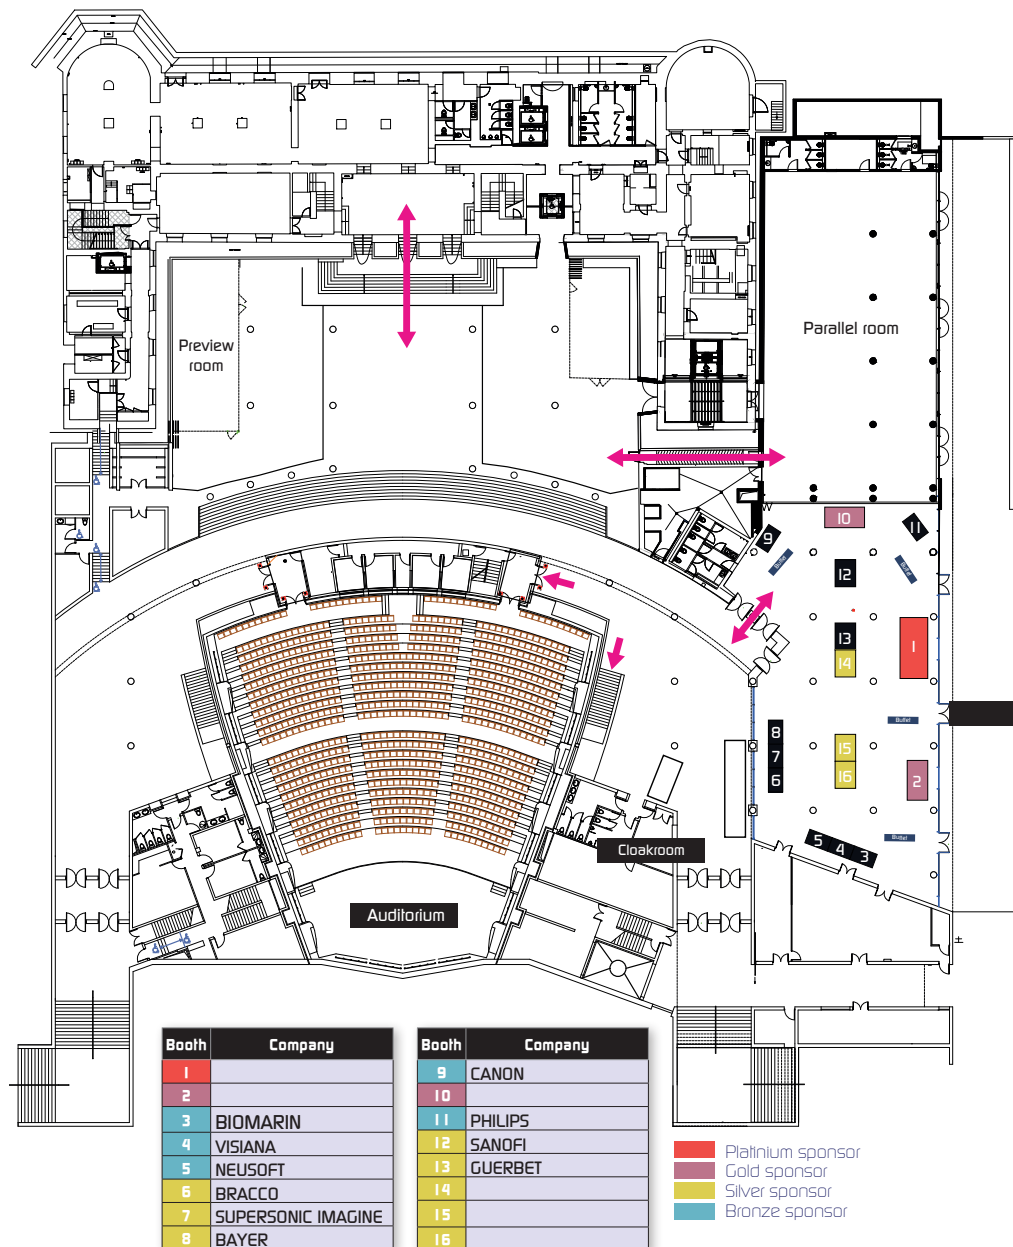 Preview
room
Parallel room
10
11
9
Buffet
Buffet
12
13
1
14
8
Buffet
15
7
16
2
6
5
4
3
Buffet
Cloakroom
Auditorium
Booth Company
1
2
3 BIOMARIN
4 VISIANA
5 NEUSOFT
6 BRACCO
7 SUPERSONIC IMAGINE
8 BAYER
Booth Company
9 CANON
10
11 PHILIPS
12 SANOFI
13 GUERBET
14
15
16
Platinium sponsor
Gold sponsor
Silver sponsor
Bronze sponsor